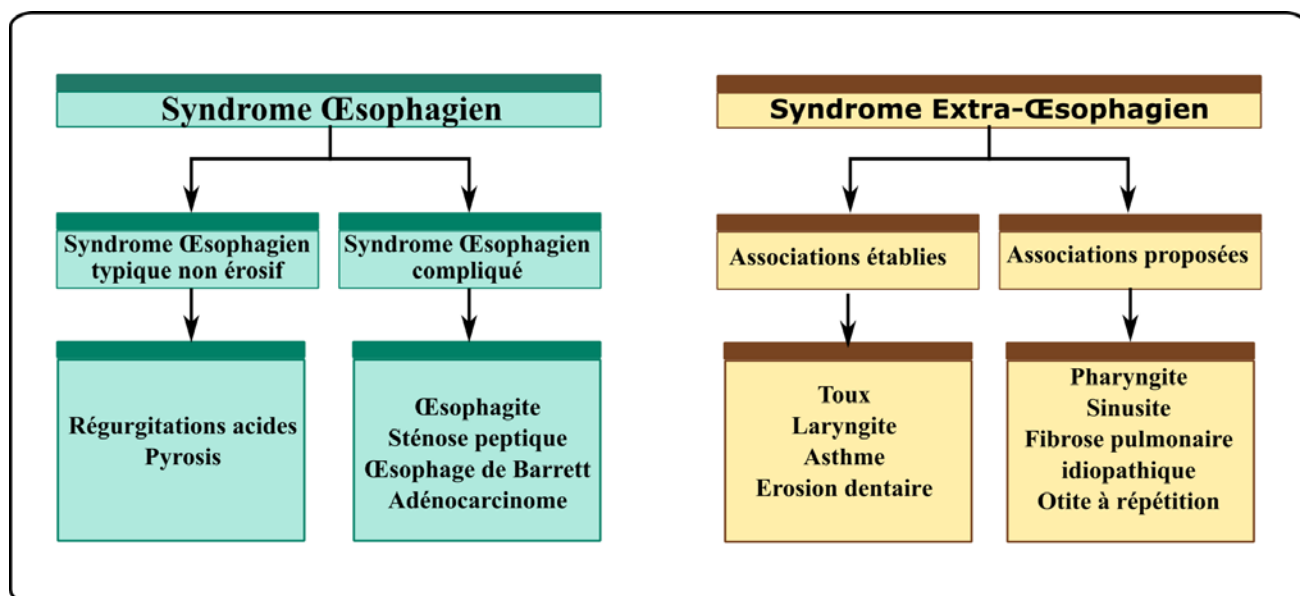 Syndrome Œsophagien
Syndrome Œsophagien
typique non érosif
Syndrome Œsophagien
compliqué
Régurgitations acides
Pyrosis
Œsophagite
Sténose peptique
Œsophage de Barrett
Adénocarcinome
Syndrome Extra-Œsophagien
Associations établies
Associations proposées
Toux
Laryngite
Asthme
Erosion dentaire
Pharyngite
Sinusite
Fibrose pulmonaire
idiopathique
Otite à répétition